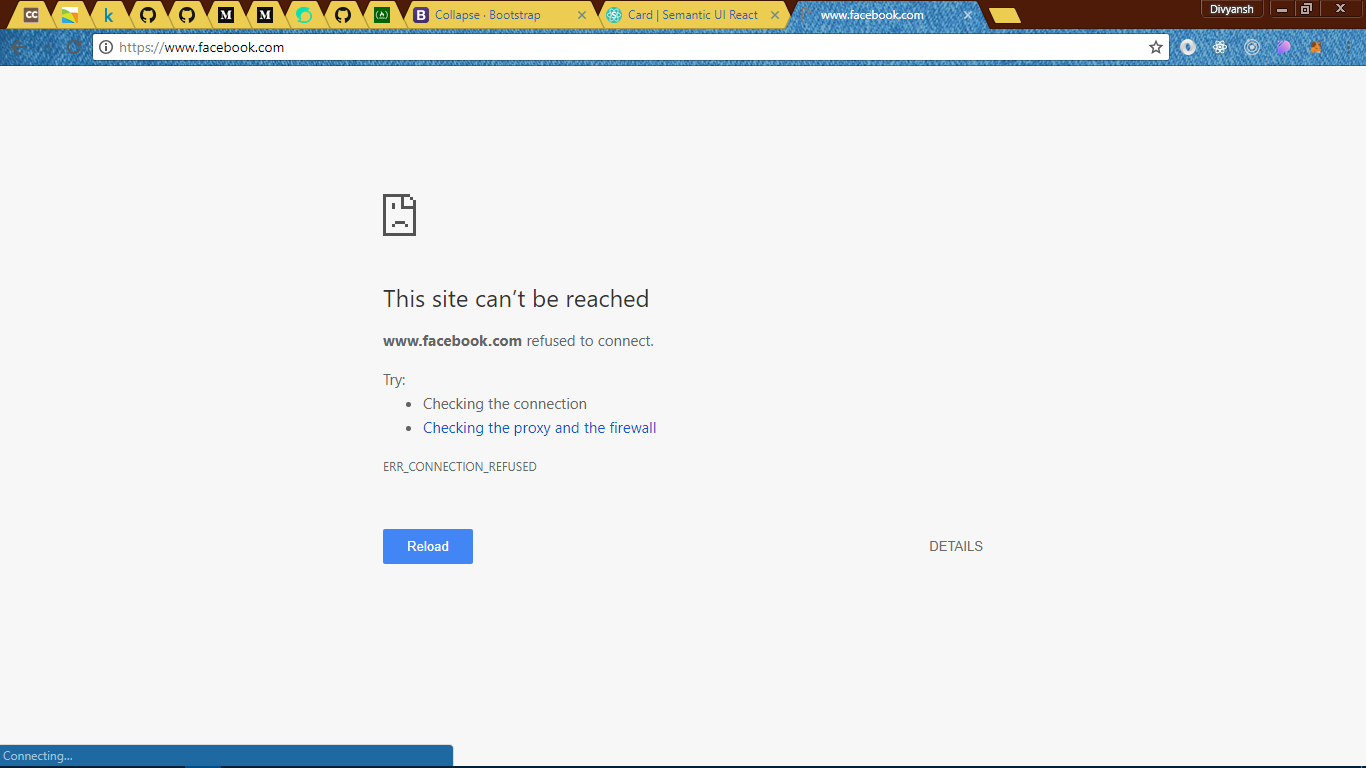 CC
k
M
M
B
Collapse · Bootstrap
Card | Semantic UI React
www.facebook.com
Divyansh
https://www.facebook.com
This site can’t be reached
www.facebook.com refused to connect.
Try:
Checking the connection
Checking the proxy and the firewall
ERR_CONNECTION_REFUSED
Reload
DETAILS
Connecting...